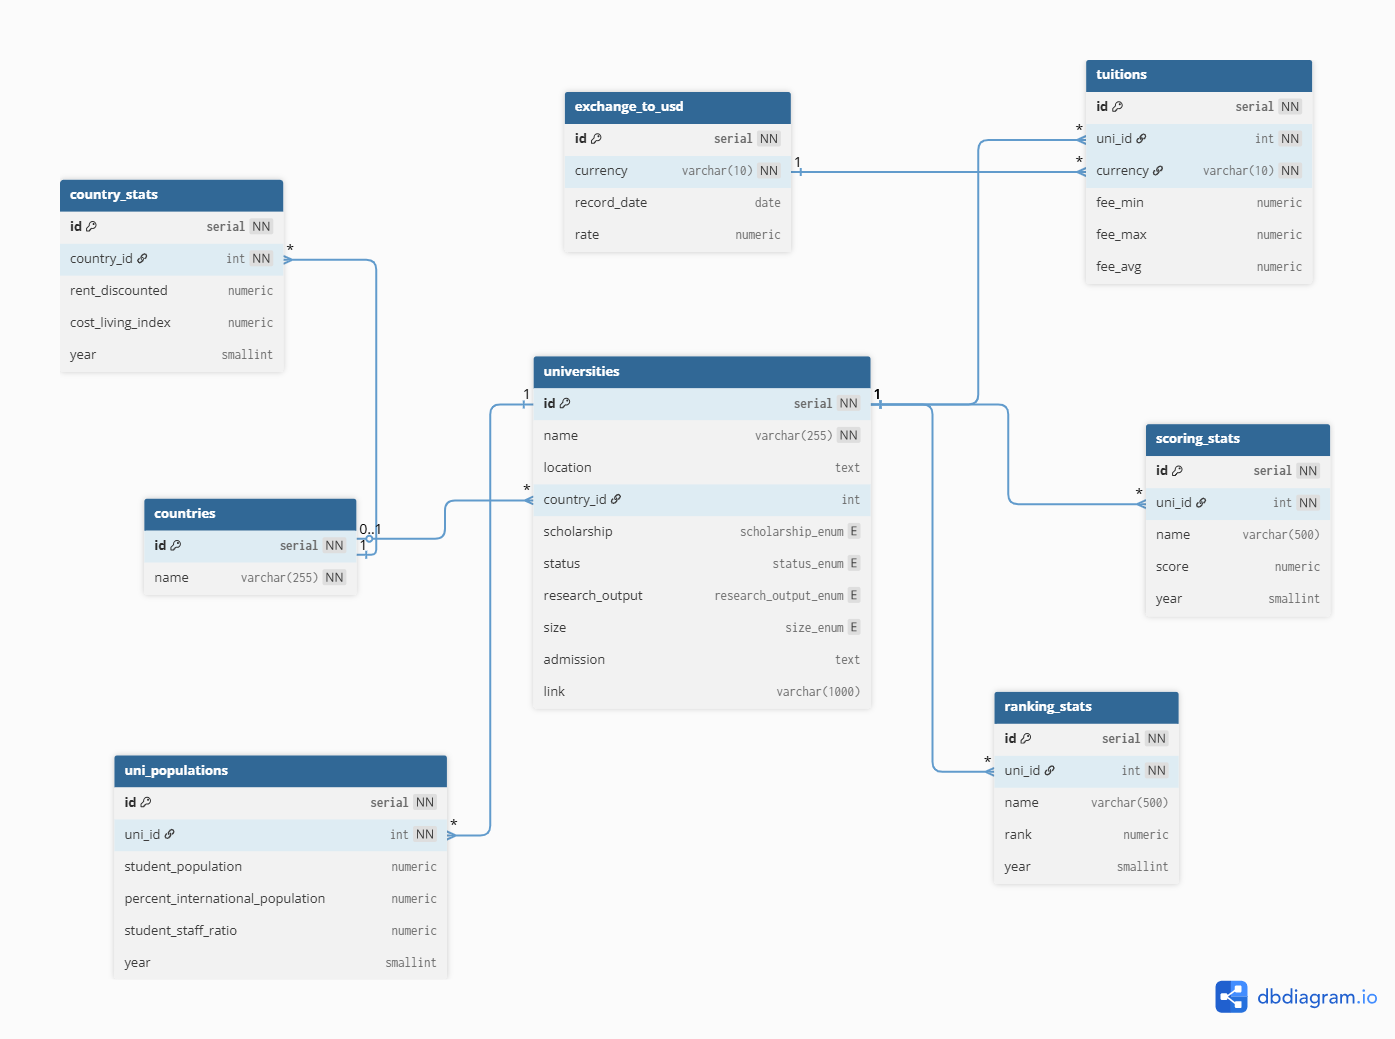 exchange_to_usd
id serial NN
currency varchar(10) NN
record_date date
rate numeric
1
*
tuitions
id serial NN
* uni_id int NN
currency varchar(10) NN
fee_min numeric
fee_max numeric
fee_avg numeric
country_stats
id serial NN
country_id int NN
*
rent_discounted numeric
cost_living_index numeric
year smallint
universities
1 id serial NN 1
name varchar(255) NN
location text
* country_id int
scholarship scholarship_enum E
status status_enum E
research_output research_output_enum E
size size_enum E
admission text
link varchar(1000)
countries
id serial NN
0..1
1
name varchar(255) NN
scoring_stats
id serial NN
* uni_id int NN
name varchar(500)
score numeric
year smallint
ranking_stats
id serial NN
* uni_id int NN
name varchar(500)
rank numeric
year smallint
uni_populations
id serial NN
uni_id int NN *
student_population numeric
percent_international_population numeric
student_staff_ratio numeric
year smallint
dbdiagram.io